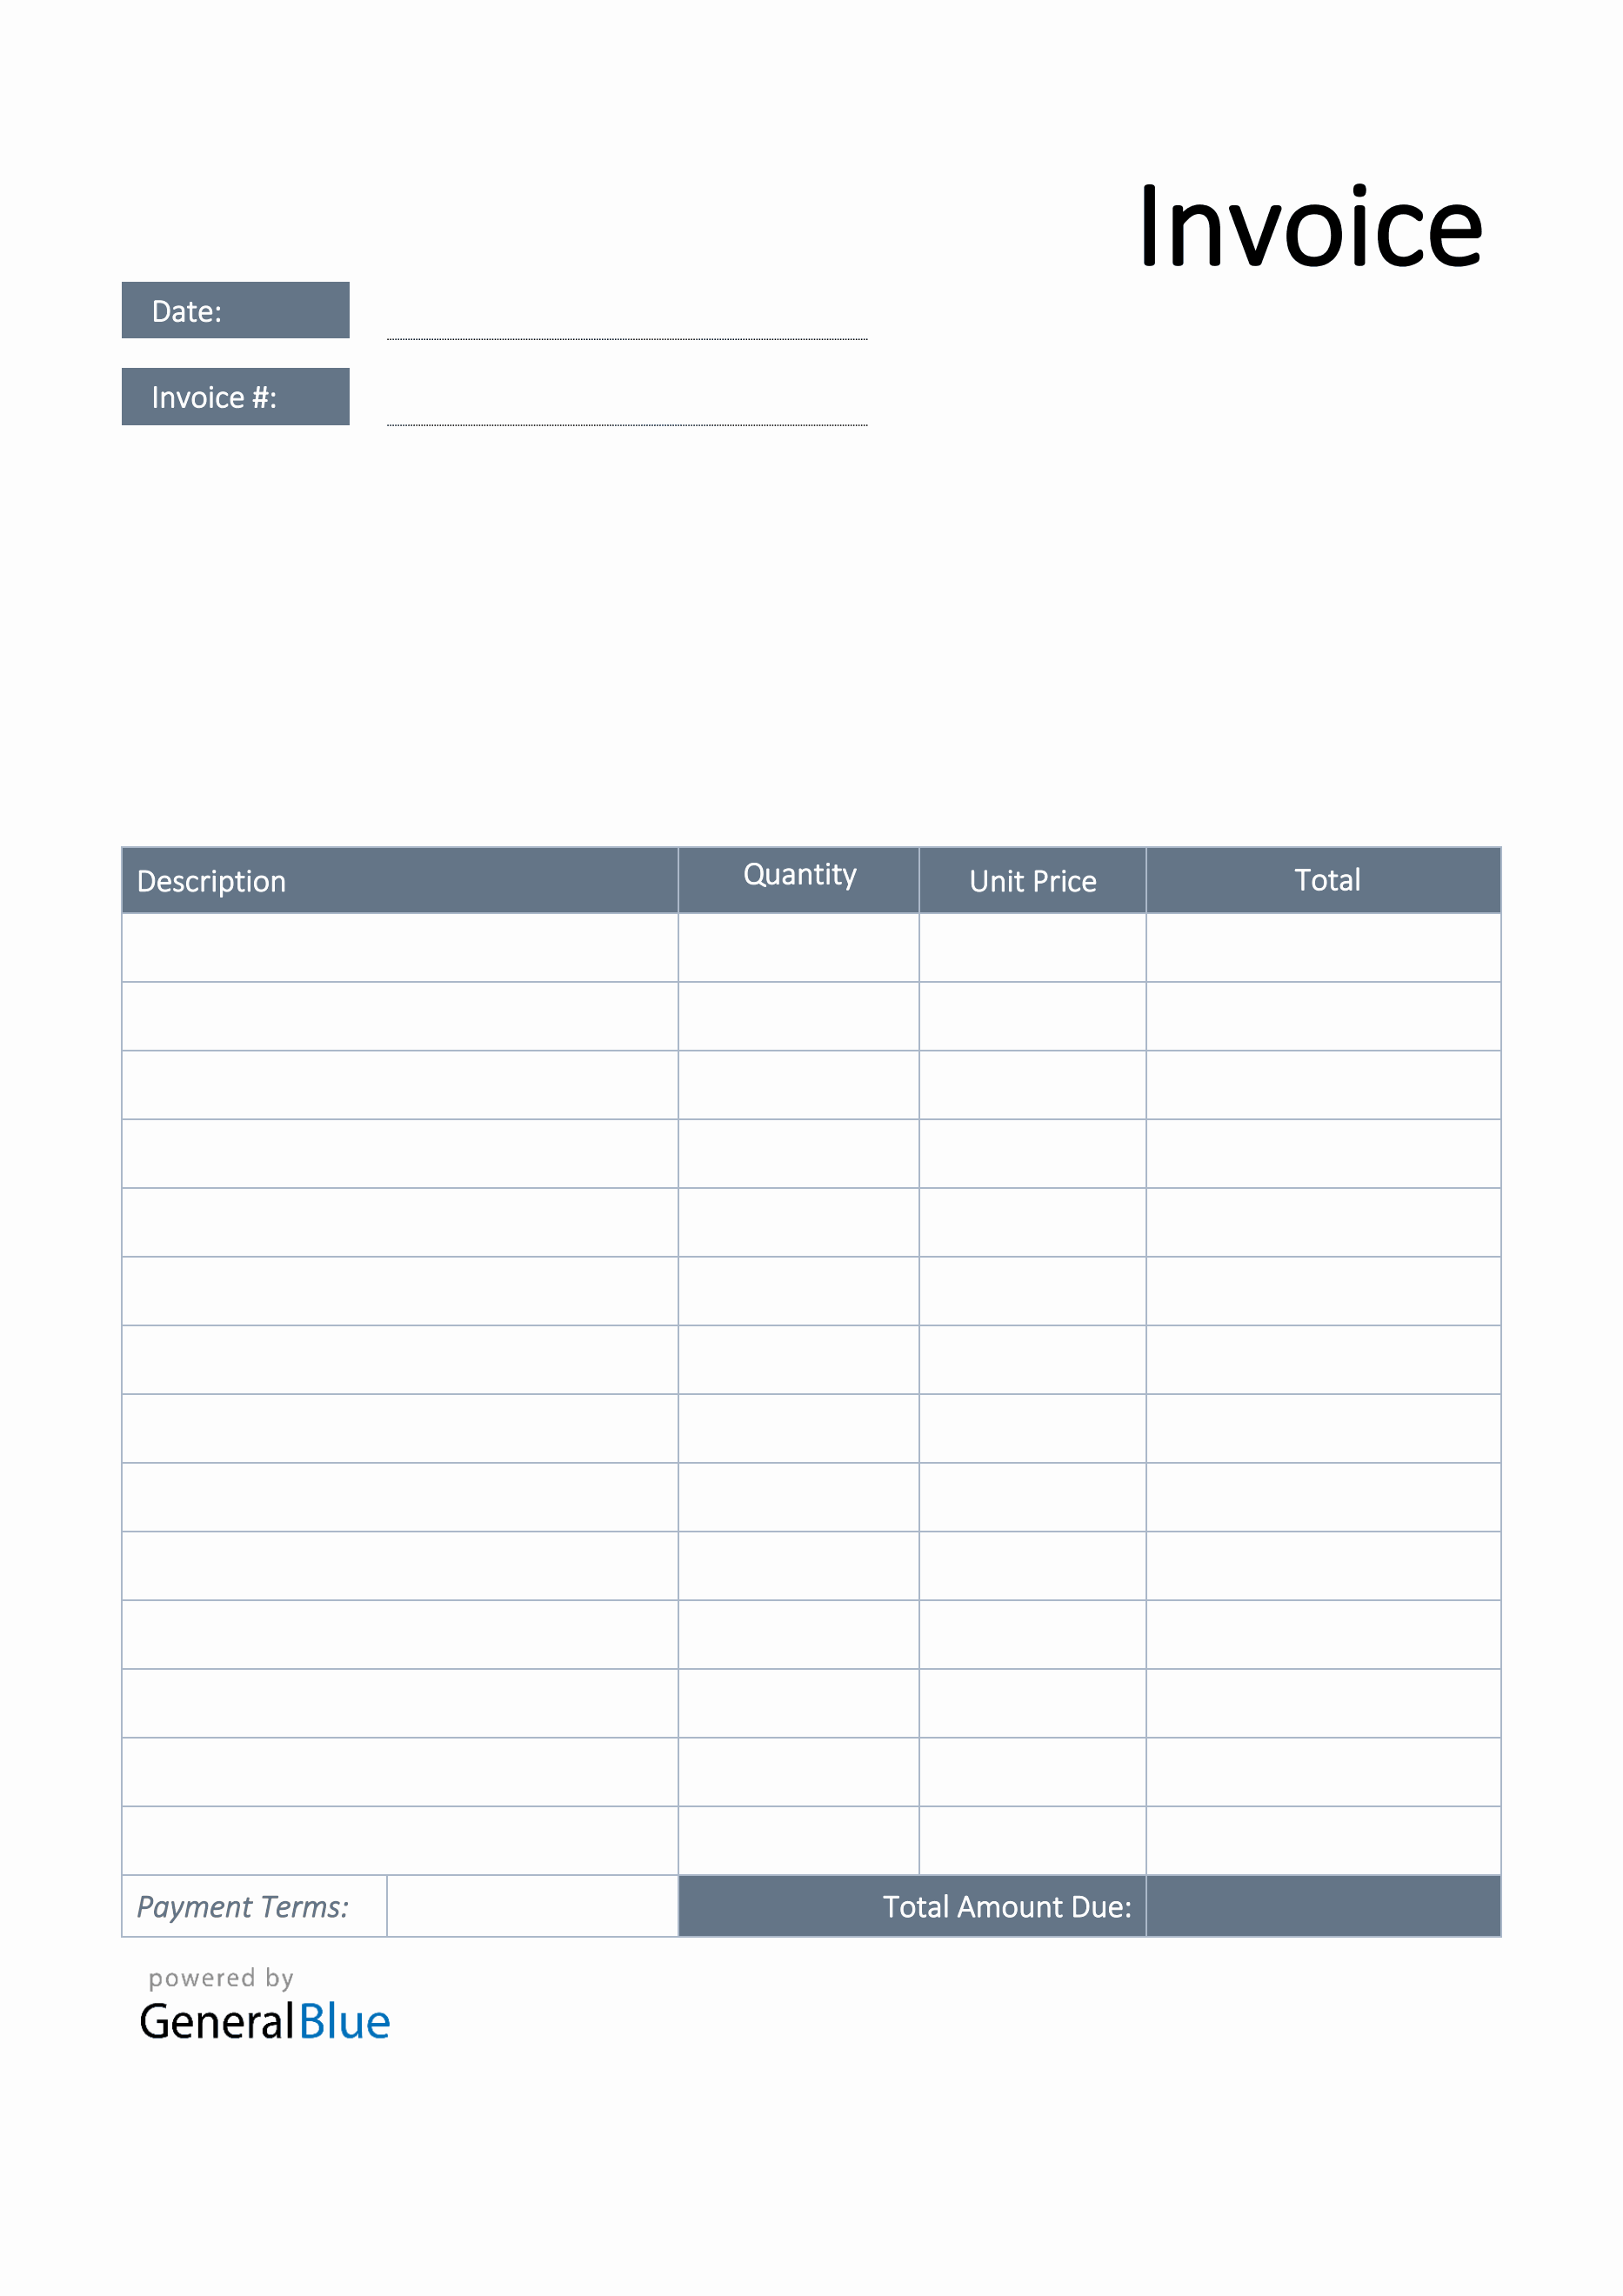 Invoice
Date:
Invoice #:
Description Quantity Unit Price Total
Payment Terms: Total Amount Due:
powered by
GeneralBlue